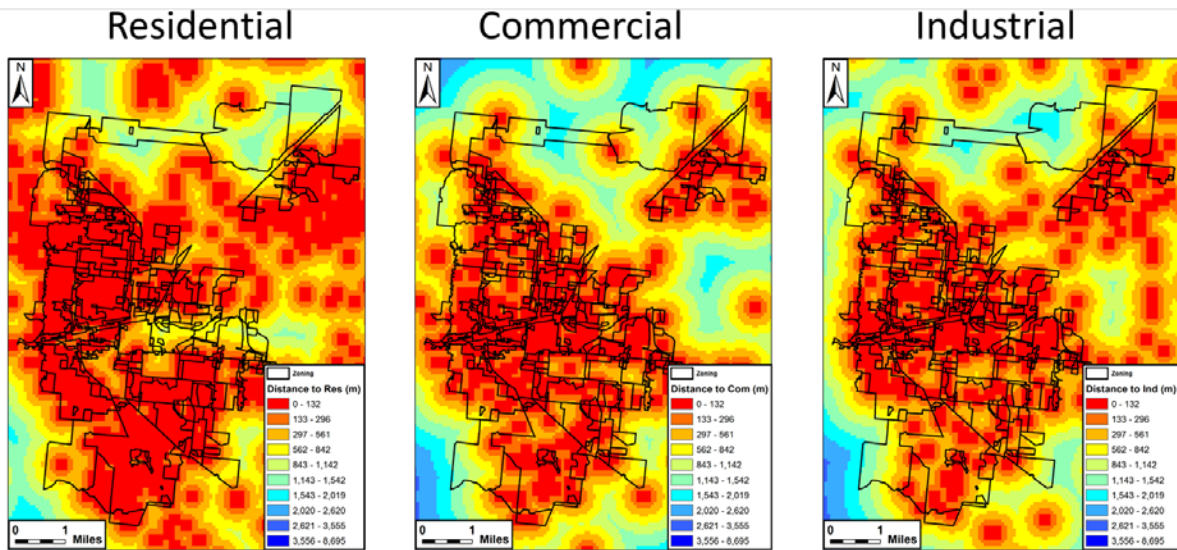 Residential
N
Zoning
Distance to Res (m)
0 - 132
133 - 296
297 - 561
562 - 842
843 - 1,142
1,143 - 1,542
1,543 - 2,019
2,020 - 2,620
2,621 - 3,555
3,556 - 8,695
0 1
Miles
Commercial
N
Zoning
Distance to Com (m)
0 - 132
133 - 296
297 - 561
562 - 842
843 - 1,142
1,143 - 1,542
1,543 - 2,019
2,020 - 2,620
2,621 - 3,555
3,556 - 8,695
0 1
Miles
Industrial
N
Zoning
Distance to Ind (m)
0 - 132
133 - 296
297 - 561
562 - 842
843 - 1,142
1,143 - 1,542
1,543 - 2,019
2,020 - 2,620
2,621 - 3,555
3,556 - 8,695
0 1
Miles